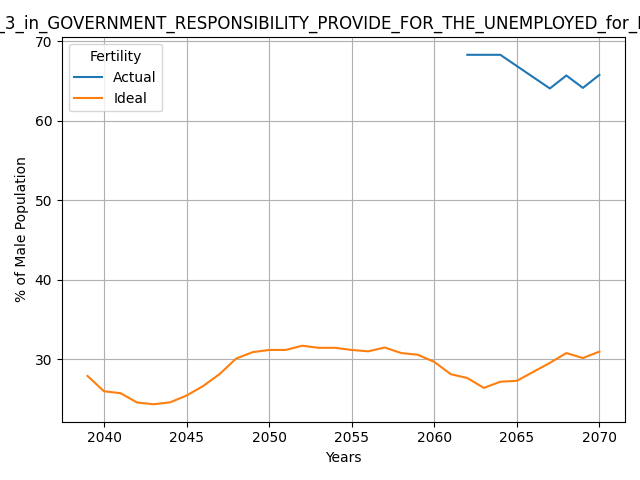 _3_in_GOVERNMENT_RESPONSIBILITY_PROVIDE_FOR_THE_UNEMPLOYED_for_
Fertility
Actual
Ideal
% of Male Population
70
60
50
40
30
2040 2045 2050 2055 2060 2065 2070
Years